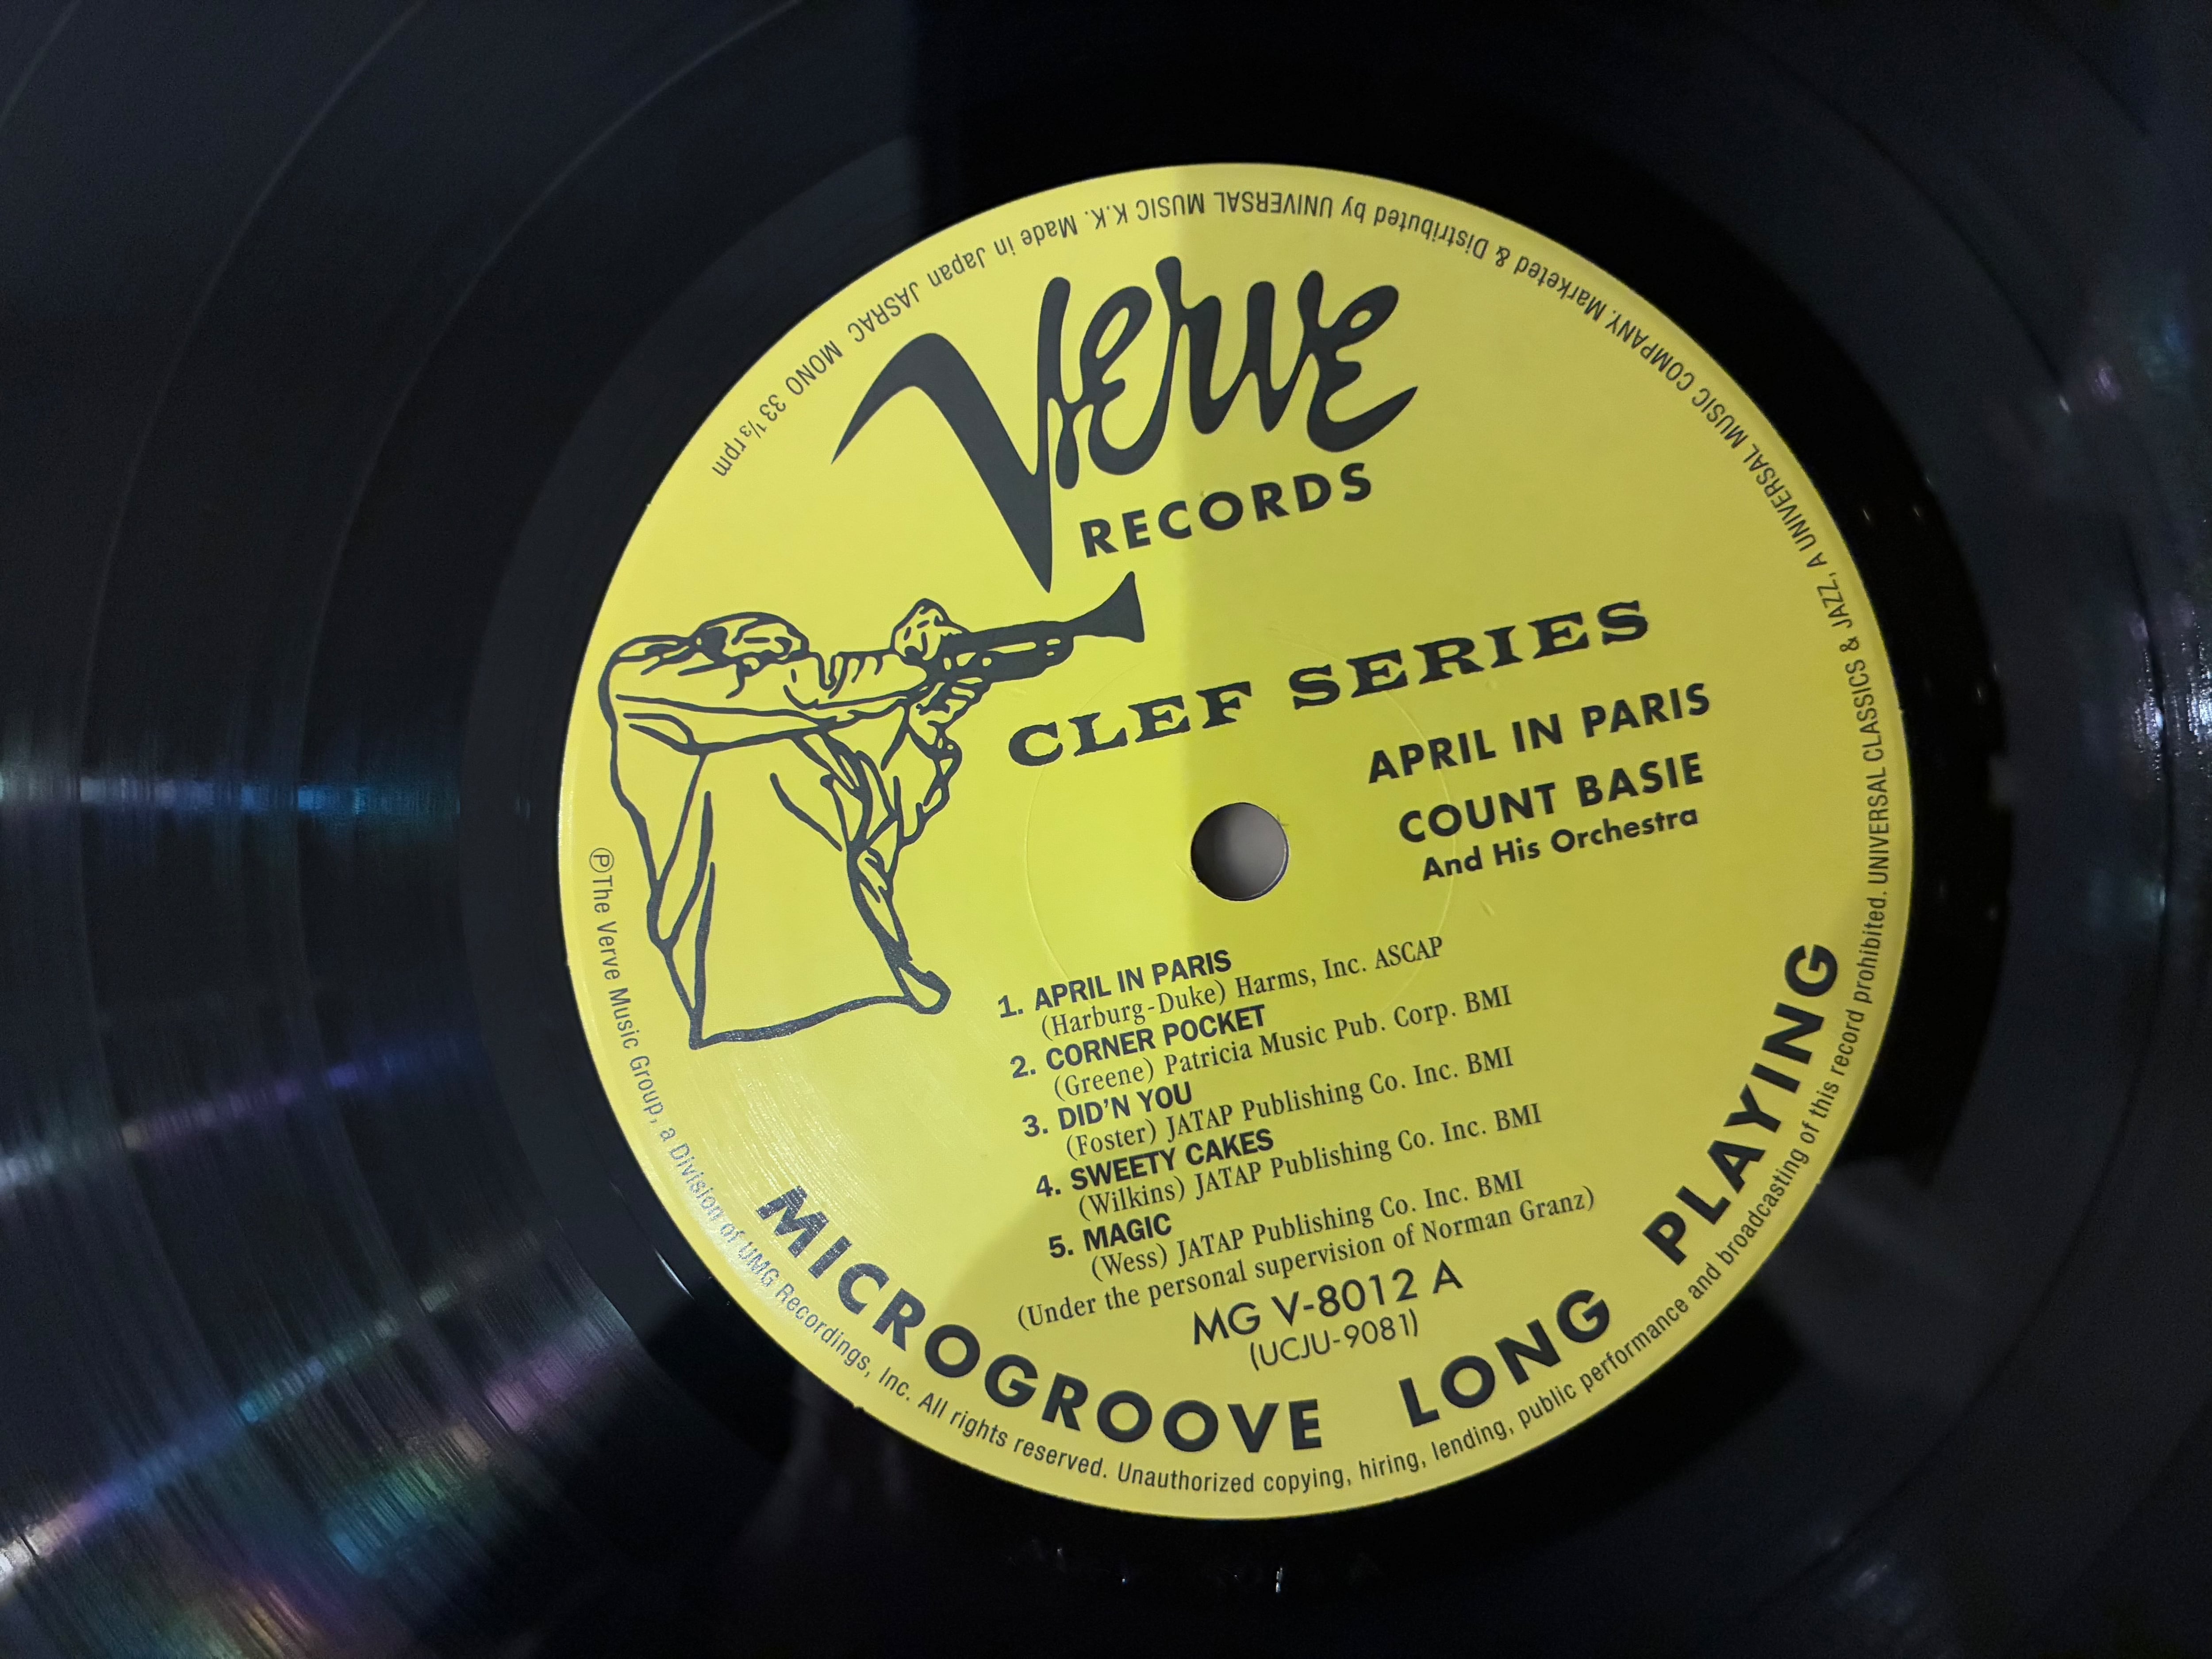 Verve
RECORDS
CLEF SERIES
APRIL IN PARIS
COUNT BASIE
And His Orchestra
1. APRIL IN PARIS
(Harburg-Duke) Harms, Inc. ASCAP
2. CORNER POCKET
(Greene) Patricia Music Pub. Corp. BMI
3. DID'N YOU
(Foster) JATAP Publishing Co. Inc. BMI
4. SWEETY CAKES
(Wilkins) JATAP Publishing Co. Inc. BMI
5. MAGIC
(Wess) JATAP Publishing Co. Inc. BMI
(Under the personal supervision of Norman Granz)
MG V-8012 A
(UCJU-9081)
MICROGROOVE LONG PLAYING
℗The Verve Music Group, a Division of UMG Recordings, Inc. All rights reserved. Unauthorized copying, hiring, lending, public performance and broadcasting of this record prohibited. UNIVERSAL CLASSICS & JAZZ, A UNIVERSAL MUSIC COMPANY. Marketed & Distributed by UNIVERSAL MUSIC K.K. Made in Japan JASRAC MONO 33 1/3 rpm